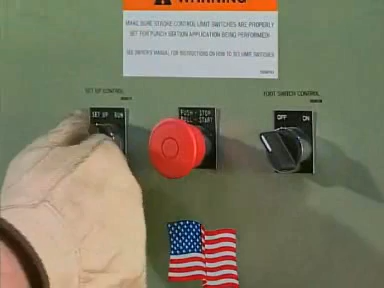 WARNING
MAKE SURE STROKE CONTROL LIMIT SWITCHES ARE PROPERLY
SET FOR PUNCH STATION APPLICATION BEING PERFORMED!
SEE OWNER'S MANUAL FOR INSTRUCTIONS ON HOW TO SET LIMIT SWITCHES
SET UP CONTROL
FOOT SWITCH CONTROL
SET UP RUN
PUSH - STOP
PULL - START
OFF ON